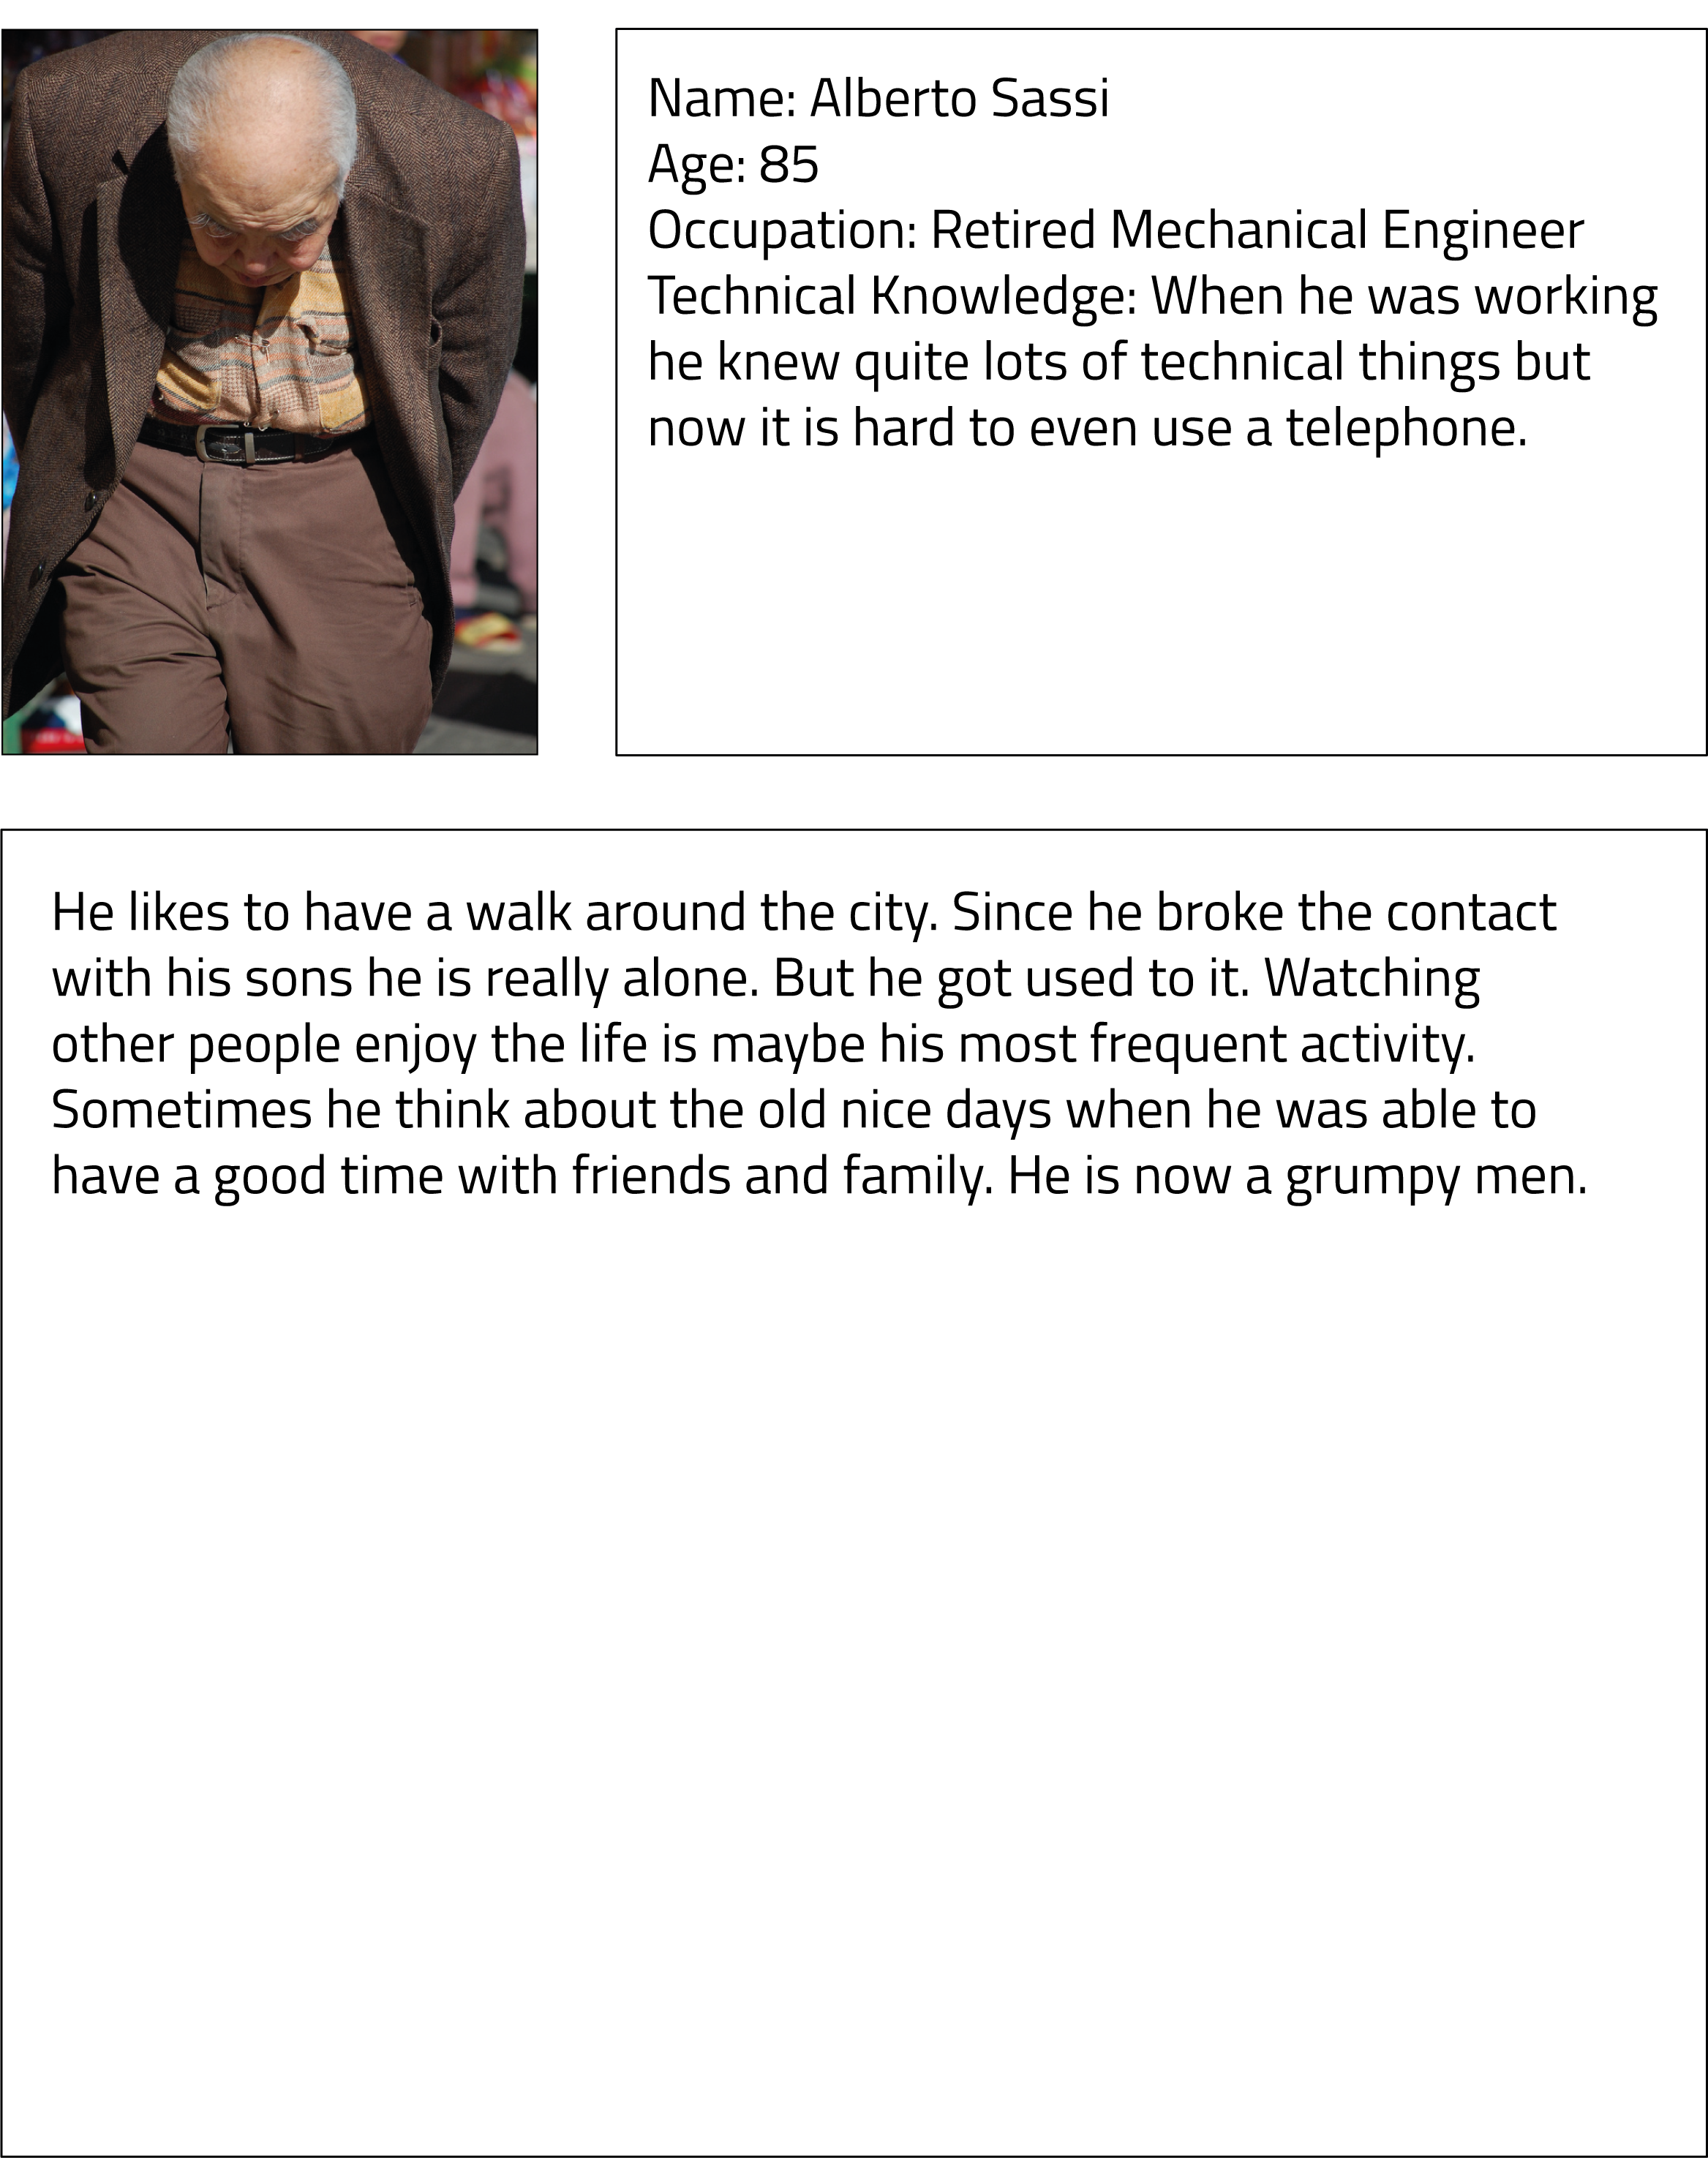 Name: Alberto Sassi
Age: 85
Occupation: Retired Mechanical Engineer
Technical Knowledge: When he was working
he knew quite lots of technical things but
now it is hard to even use a telephone.
He likes to have a walk around the city. Since he broke the contact
with his sons he is really alone. But he got used to it. Watching
other people enjoy the life is maybe his most frequent activity.
Sometimes he think about the old nice days when he was able to
have a good time with friends and family. He is now a grumpy men.